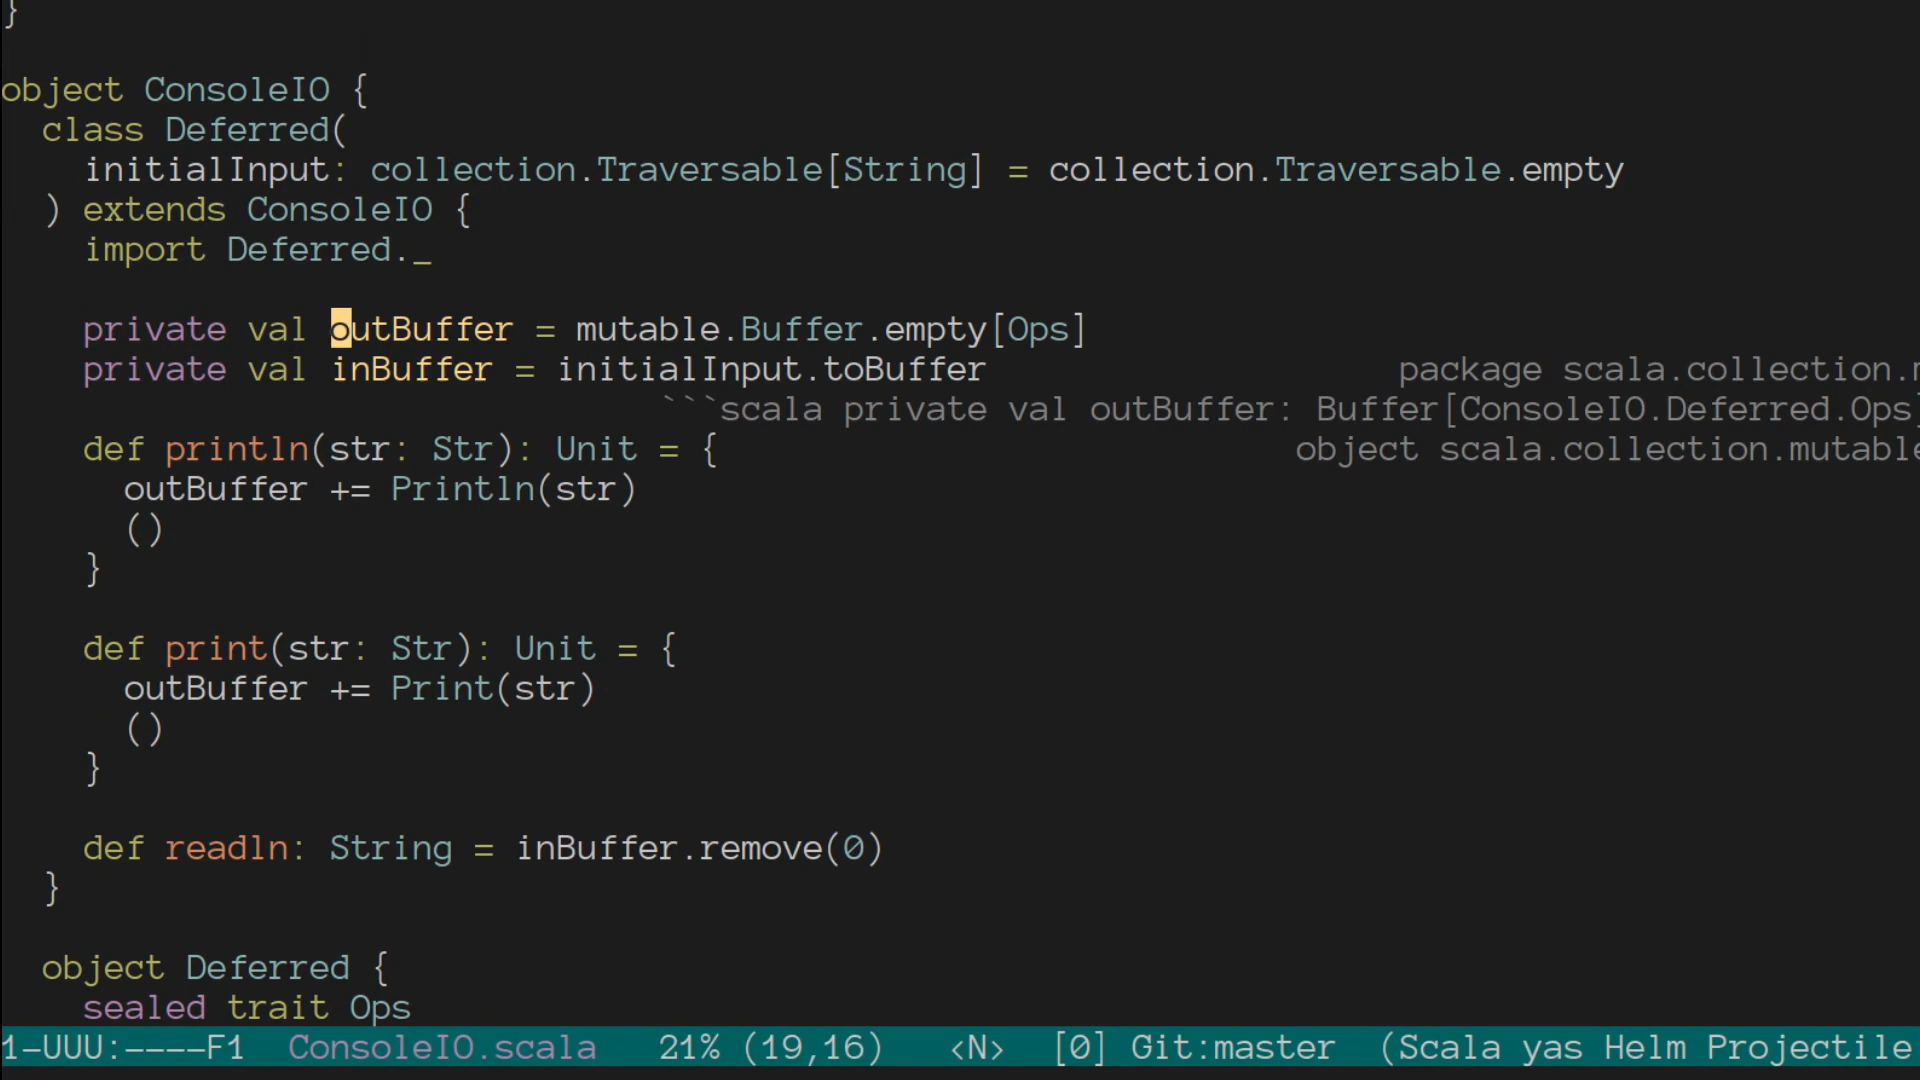 }
object ConsoleIO {
  class Deferred(
    initialInput: collection.Traversable[String] = collection.Traversable.empty
  ) extends ConsoleIO {
    import Deferred._
    private val outBuffer = mutable.Buffer.empty[Ops]
    private val inBuffer = initialInput.toBuffer package scala.collection.
```scala private val outBuffer: Buffer[ConsoleIO.Deferred.Ops]
    def println(str: Str): Unit = { object scala.collection.mutable
      outBuffer += Println(str)
      ()
    }
    def print(str: Str): Unit = {
      outBuffer += Print(str)
      ()
    }
    def readln: String = inBuffer.remove(0)
  }
  object Deferred {
    sealed trait Ops
1-UUU:----F1  ConsoleIO.scala   21% (19,16)   <N>  [0] Git:master  (Scala yas Helm Projectile